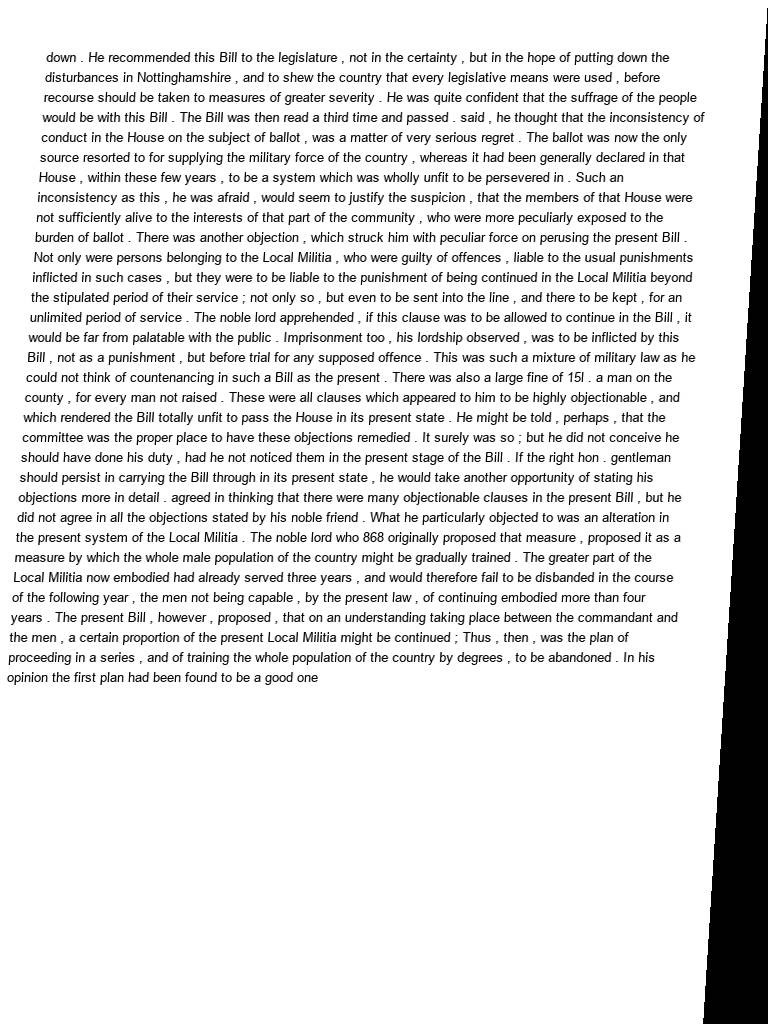 down . He recommended this Bill to the legislature , not in the certainty , but in the hope of putting down the
disturbances in Nottinghamshire , and to shew the country that every legislative means were used , before
recourse should be taken to measures of greater severity . He was quite confident that the suffrage of the people
would be with this Bill . The Bill was then read a third time and passed . said , he thought that the inconsistency of
conduct in the House on the subject of ballot , was a matter of very serious regret . The ballot was now the only
source resorted to for supplying the military force of the country , whereas it had been generally declared in that
House , within these few years , to be a system which was wholly unfit to be persevered in . Such an
inconsistency as this , he was afraid , would seem to justify the suspicion , that the members of that House were
not sufficiently alive to the interests of that part of the community , who were more peculiarly exposed to the
burden of ballot . There was another objection , which struck him with peculiar force on perusing the present Bill .
Not only were persons belonging to the Local Militia , who were guilty of offences , liable to the usual punishments
inflicted in such cases , but they were to be liable to the punishment of being continued in the Local Militia beyond
the stipulated period of their service ; not only so , but even to be sent into the line , and there to be kept , for an
unlimited period of service . The noble lord apprehended , if this clause was to be allowed to continue in the Bill , it
would be far from palatable with the public . Imprisonment too , his lordship observed , was to be inflicted by this
Bill , not as a punishment , but before trial for any supposed offence . This was such a mixture of military law as he
could not think of countenancing in such a Bill as the present . There was also a large fine of 15l . a man on the
county , for every man not raised . These were all clauses which appeared to him to be highly objectionable , and
which rendered the Bill totally unfit to pass the House in its present state . He might be told , perhaps , that the
committee was the proper place to have these objections remedied . It surely was so ; but he did not conceive he
should have done his duty , had he not noticed them in the present stage of the Bill . If the right hon . gentleman
should persist in carrying the Bill through in its present state , he would take another opportunity of stating his
objections more in detail . agreed in thinking that there were many objectionable clauses in the present Bill , but he
did not agree in all the objections stated by his noble friend . What he particularly objected to was an alteration in
the present system of the Local Militia . The noble lord who 868 originally proposed that measure , proposed it as a
measure by which the whole male population of the country might be gradually trained . The greater part of the
Local Militia now embodied had already served three years , and would therefore fail to be disbanded in the course
of the following year , the men not being capable , by the present law , of continuing embodied more than four
years . The present Bill , however , proposed , that on an understanding taking place between the commandant and
the men , a certain proportion of the present Local Militia might be continued ; Thus , then , was the plan of
proceeding in a series , and of training the whole population of the country by degrees , to be abandoned . In his
opinion the first plan had been found to be a good one